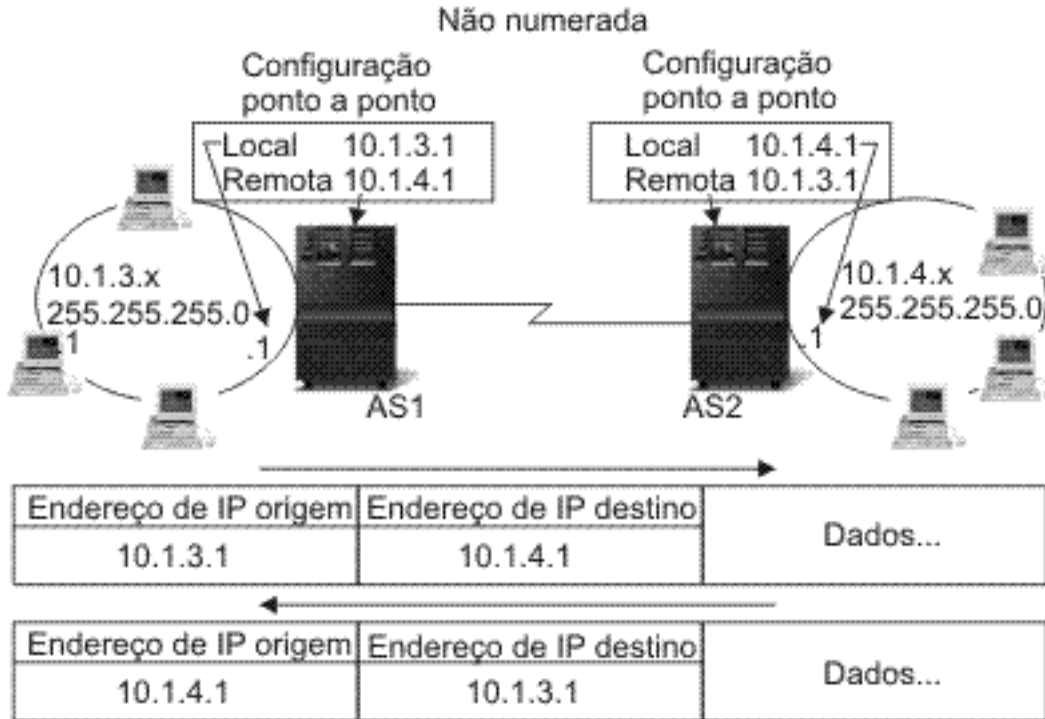 Não numerada
Configuração
ponto a ponto
Local 10.1.3.1
Remota 10.1.4.1
Configuração
ponto a ponto
Local 10.1.4.1
Remota 10.1.3.1
10.1.3.x
255.255.255.0
.1
.1
AS1
10.1.4.x
255.255.255.0
.1
AS2
Endereço de IP origem Endereço de IP destino Dados...
10.1.3.1 10.1.4.1
Endereço de IP origem Endereço de IP destino Dados...
10.1.4.1 10.1.3.1